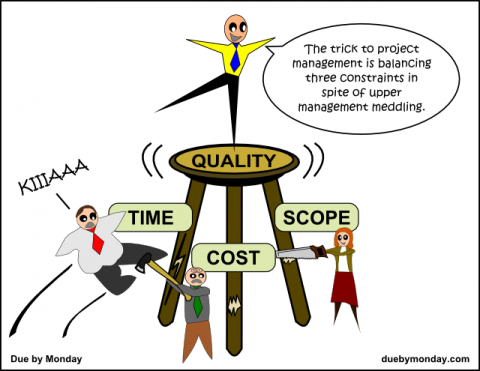 The trick to project
management is balancing
three constraints in
spite of upper
management meddling.
QUALITY
KIIIAAA
TIME
SCOPE
COST
Due by Monday
duebymonday.com